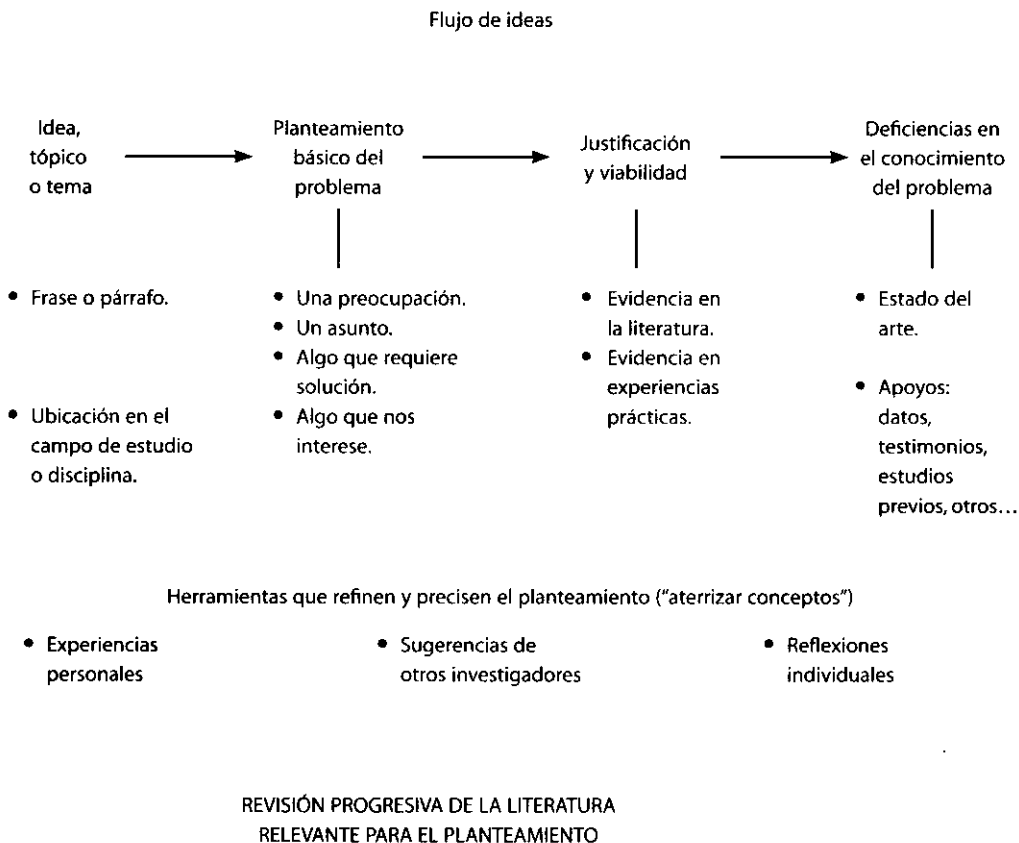 Flujo de ideas
Idea,
tópico
o tema
Planteamiento
básico del
problema
Justificación
y viabilidad
Deficiencias en
el conocimiento
del problema
• Frase o párrafo.
• Ubicación en el
campo de estudio
o disciplina.
• Una preocupación.
• Un asunto.
• Algo que requiere
solución.
• Algo que nos
interese.
• Evidencia en
la literatura.
• Evidencia en
experiencias
prácticas.
• Estado del
arte.
• Apoyos:
datos,
testimonios,
estudios
previos, otros...
Herramientas que refinen y precisen el planteamiento ("aterrizar conceptos")
• Experiencias
personales
• Sugerencias de
otros investigadores
• Reflexiones
individuales
REVISIÓN PROGRESIVA DE LA LITERATURA
RELEVANTE PARA EL PLANTEAMIENTO